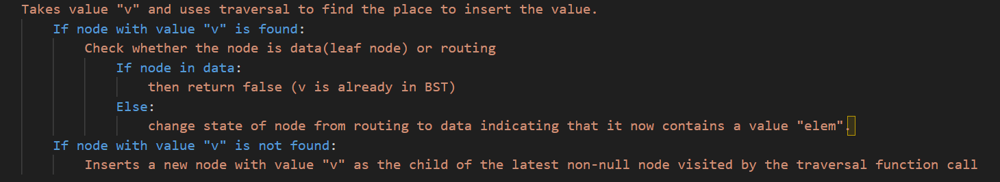 Takes value "v" and uses traversal to find the place to insert the value.
If node with value "v" is found:
Check whether the node is data(leaf node) or routing
If node in data:
then return false (v is already in BST)
Else:
change state of node from routing to data indicating that it now contains a value "elem".
If node with value "v" is not found:
Inserts a new node with value "v" as the child of the latest non-null node visited by the traversal function call